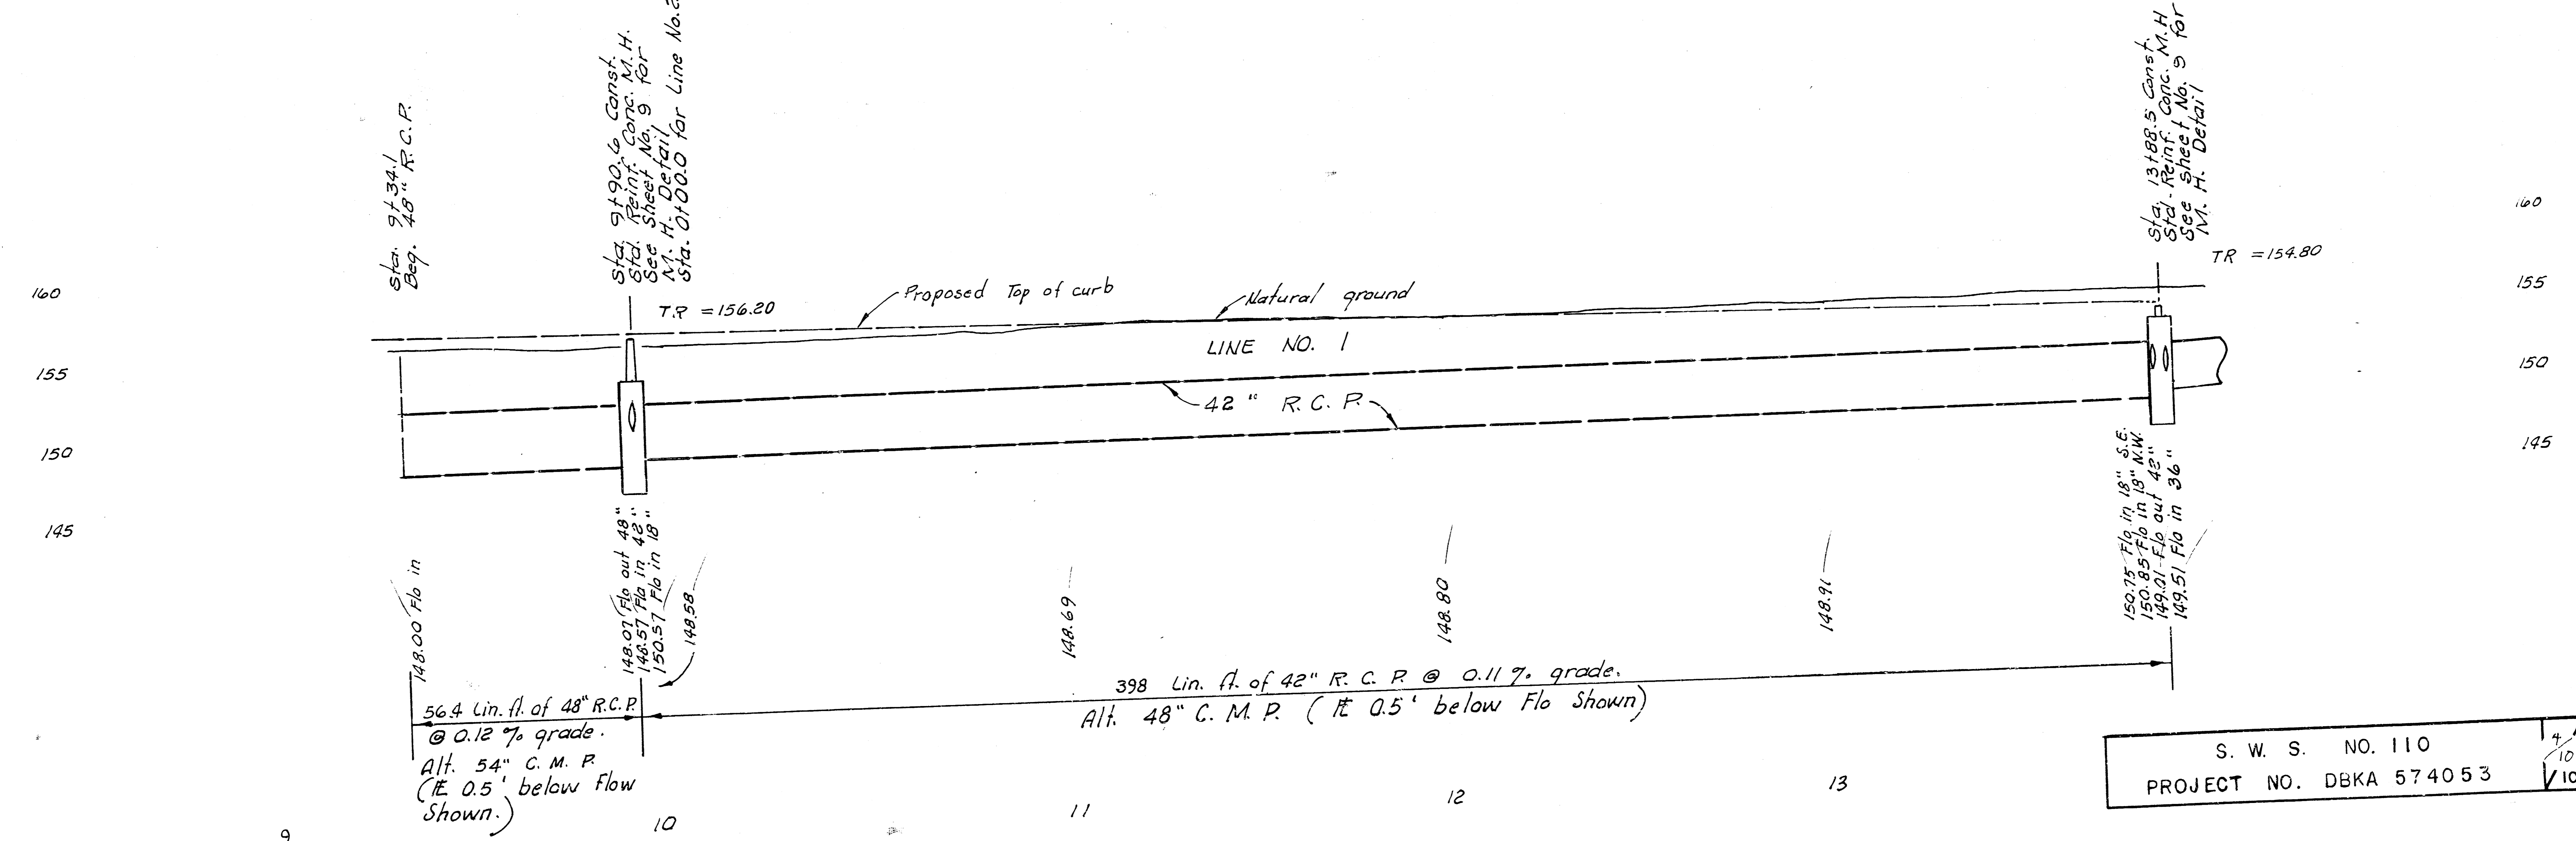 Sta. 9+34.1
Beg. 48" R.C.P.
Sta. 9+90.6 Const.
Std. Reinf. Conc. M.H.
See Sheet No. 9 for
M. H. Detail
Sta. 0+00.0 for Line No.
Sta. 13+88.5 Const.
Std. Reinf. Conc. M.H
See Sheet No. 9 for
M. H. Detail
160
155
150
145
160
155
150
145
T.R = 156.20
Proposed Top of curb
Natural ground
TR = 154.80
LINE NO. 1
42" R. C. P.
148.00 Flo in
148.07 Flo out 48"
148.57 Flo in 42"
150.57 Flo in 18"
148.58
148.69
148.80
148.91
150.75 Flo in 18" S.E.
150.85 Flo in 18" N.W.
149.01 Flo out 42"
149.51 Flo in 36"
56.4 Lin. ft. of 48" R.C.P.
@ 0.12 % grade.
Alt. 54" C. M. P.
(℄ 0.5' below Flow
Shown.)
398 Lin. ft. of 42" R. C. P. @ 0.11 % grade.
Alt. 48" C. M. P. (℄ 0.5' below Flo Shown)
9
10
11
12
13
S. W. S. NO. 110
PROJECT NO. DBKA 574053
4
10
10